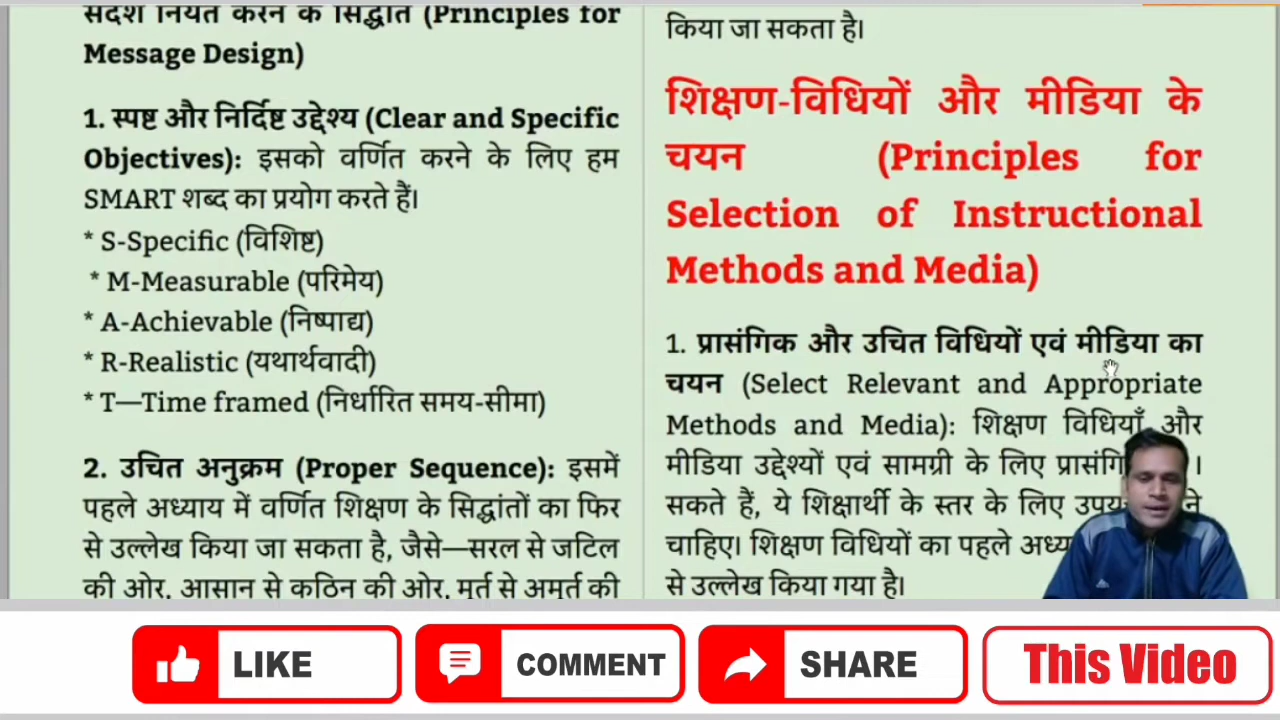 संदेश नियत करने के सिद्धांत (Principles for
Message Design)
1. स्पष्ट और निर्दिष्ट उद्देश्य (Clear and Specific
Objectives): इसको वर्णित करने के लिए हम
SMART शब्द का प्रयोग करते हैं।
* S-Specific (विशिष्ट)
* M-Measurable (परिमेय)
* A-Achievable (निष्पाद्य)
* R-Realistic (यथार्थवादी)
* T—Time framed (निर्धारित समय-सीमा)
2. उचित अनुक्रम (Proper Sequence): इसमें
पहले अध्याय में वर्णित शिक्षण के सिद्धांतों का फिर
से उल्लेख किया जा सकता है, जैसे—सरल से जटिल
की ओर, आसान से कठिन की ओर, मूर्त से अमूर्त की
किया जा सकता है।
शिक्षण-विधियों और मीडिया के
चयन (Principles for
Selection of Instructional
Methods and Media)
1. प्रासंगिक और उचित विधियों एवं मीडिया का
चयन (Select Relevant and Appropriate
Methods and Media): शिक्षण विधियाँ और
मीडिया उद्देश्यों एवं सामग्री के लिए
सकते हैं, ये शिक्षार्थी के स्तर के लिए
चाहिए। शिक्षण विधियों का पहले
से उल्लेख किया गया है।
LIKE
COMMENT
SHARE
This Video